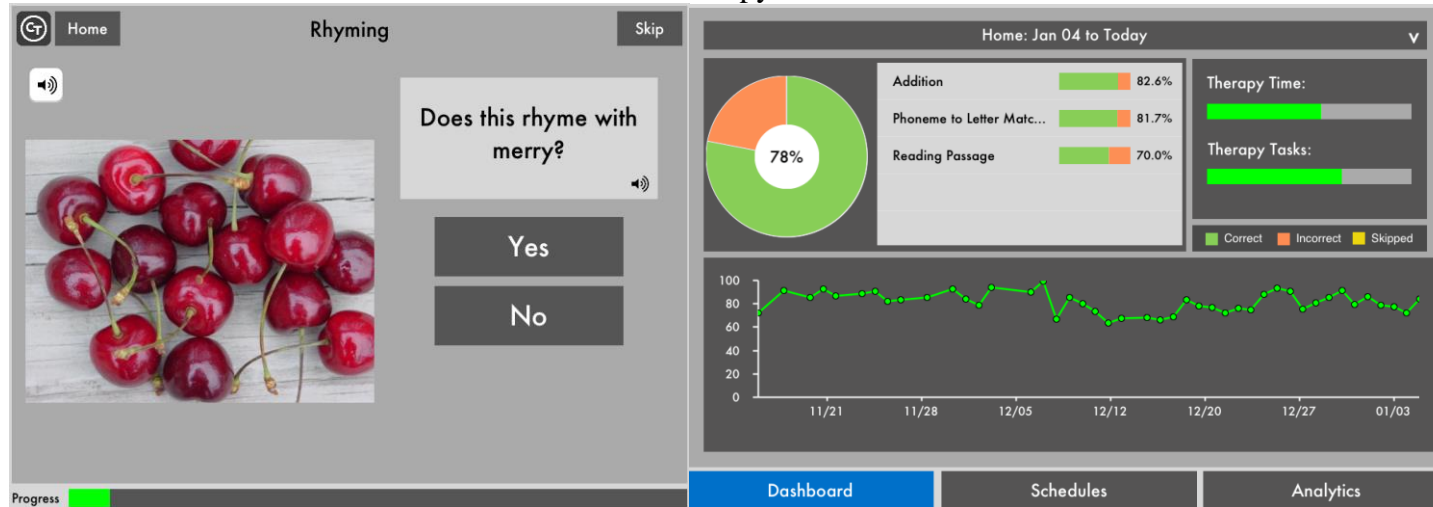 CT
Home
Rhyming
Skip
Does this rhyme with
merry?
Yes
No
Progress
Home: Jan 04 to Today
v
78%
Addition 82.6%
Phoneme to Letter Matc... 81.7%
Reading Passage 70.0%
Therapy Time:
Therapy Tasks:
Correct Incorrect Skipped
100
80
60
40
20
0
11/21 11/28 12/05 12/12 12/20 12/27 01/03
Dashboard Schedules Analytics